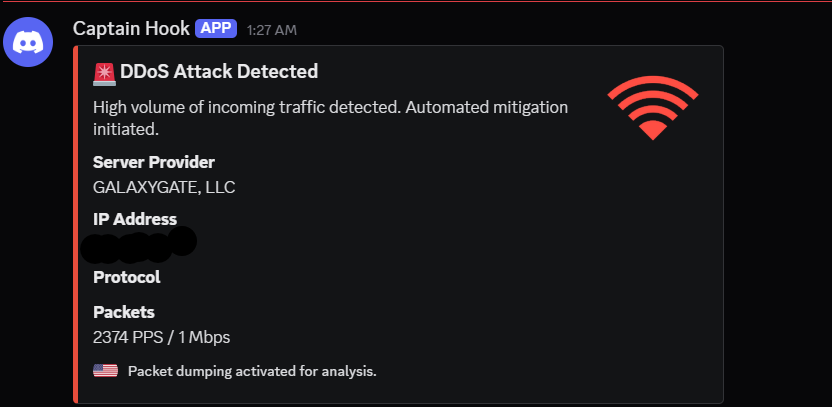 Captain Hook APP 1:27 AM
DDoS Attack Detected
High volume of incoming traffic detected. Automated mitigation
initiated.
Server Provider
GALAXYGATE, LLC
IP Address
Protocol
Packets
2374 PPS / 1 Mbps
Packet dumping activated for analysis.